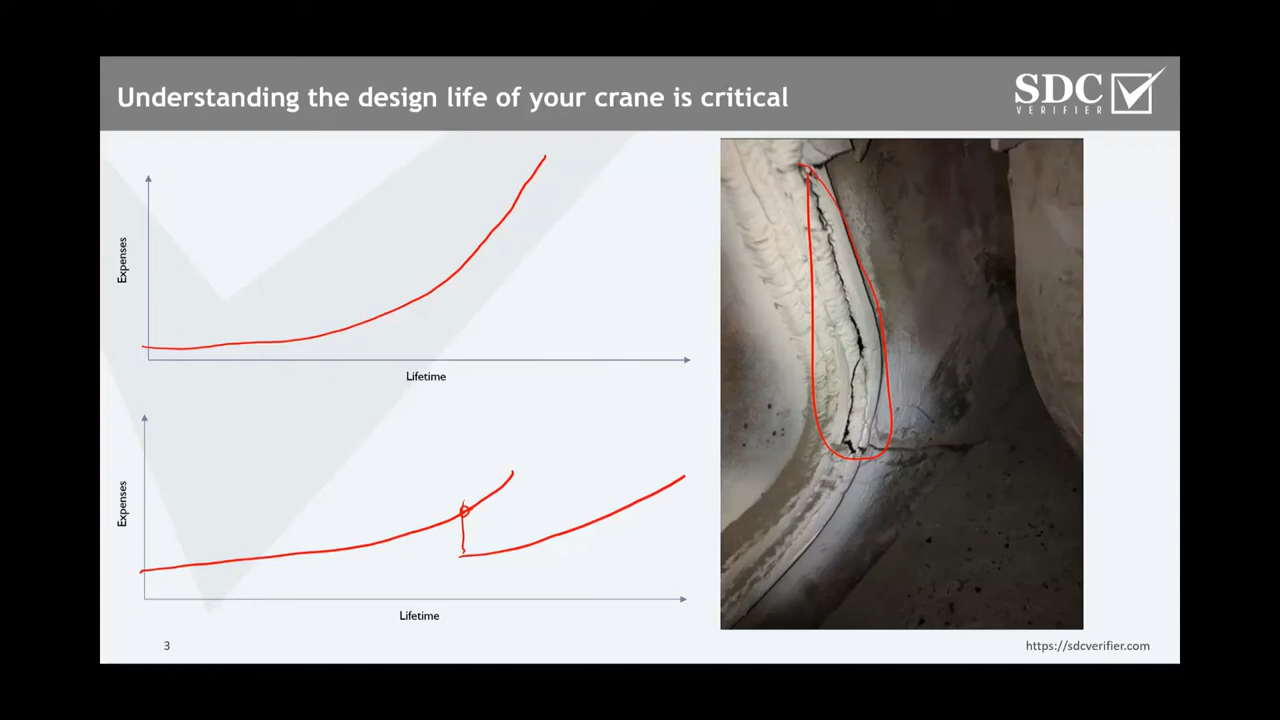 Understanding the design life of your crane is critical
SDC
VERIFIER
Expenses
Lifetime
Expenses
Lifetime
3
https://sdcverifier.com